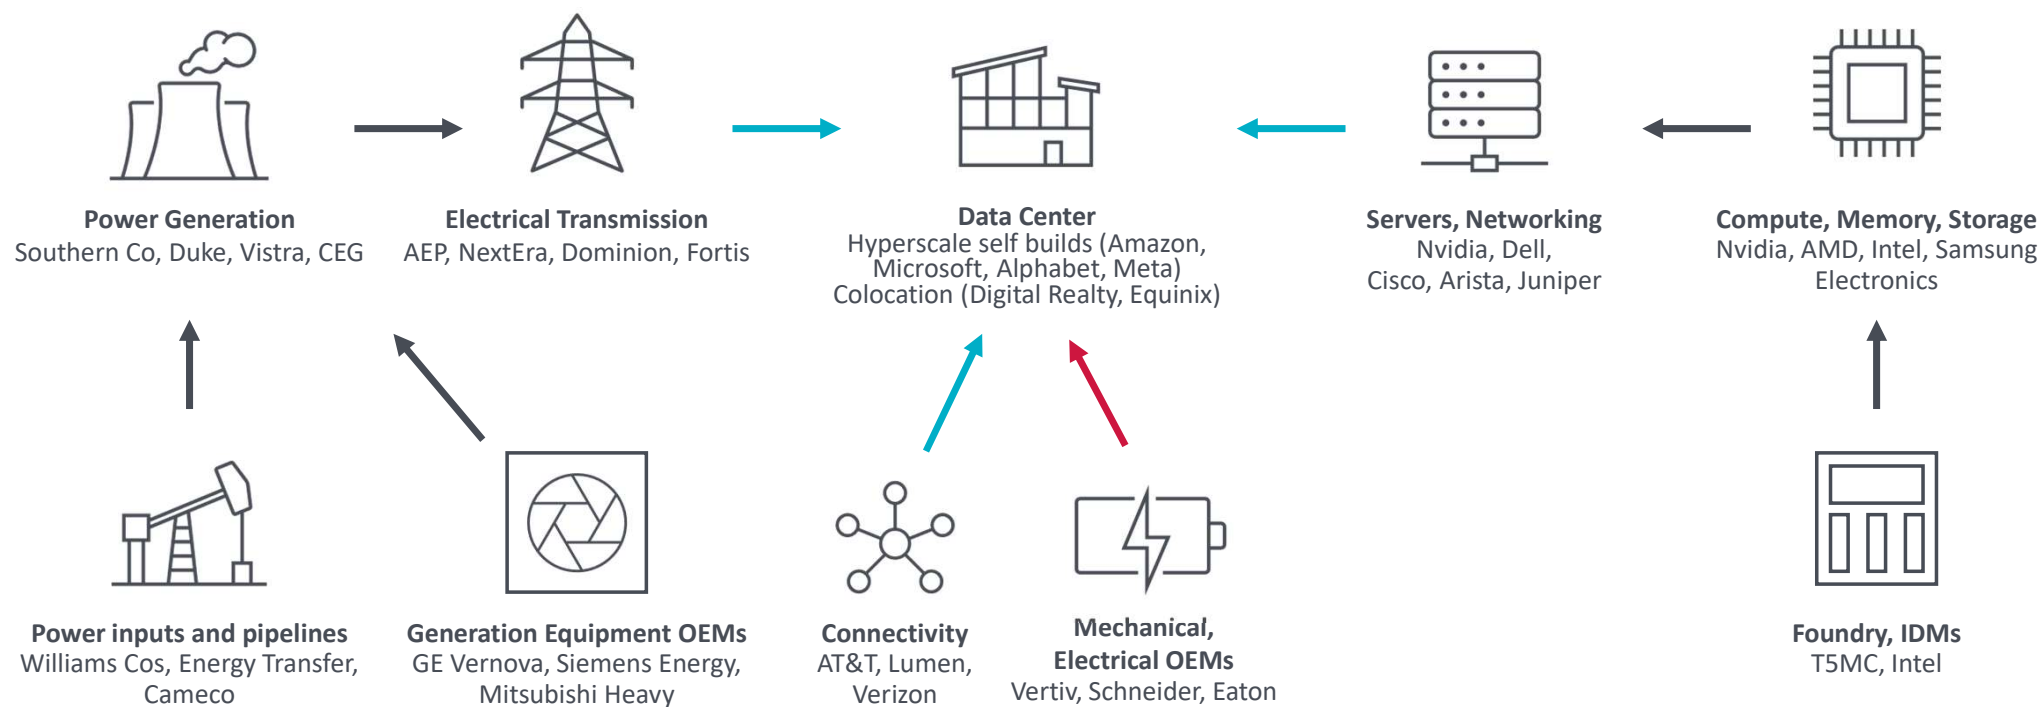 Power Generation
Southern Co, Duke, Vistra, CEG
Electrical Transmission
AEP, NextEra, Dominion, Fortis
Data Center
Hyperscale self builds (Amazon,
Microsoft, Alphabet, Meta)
Colocation (Digital Realty, Equinix)
Servers, Networking
Nvidia, Dell,
Cisco, Arista, Juniper
Compute, Memory, Storage
Nvidia, AMD, Intel, Samsung
Electronics
Power inputs and pipelines
Williams Cos, Energy Transfer,
Cameco
Generation Equipment OEMs
GE Vernova, Siemens Energy,
Mitsubishi Heavy
Connectivity
AT&T, Lumen,
Verizon
Mechanical,
Electrical OEMs
Vertiv, Schneider, Eaton
Foundry, IDMs
T5MC, Intel